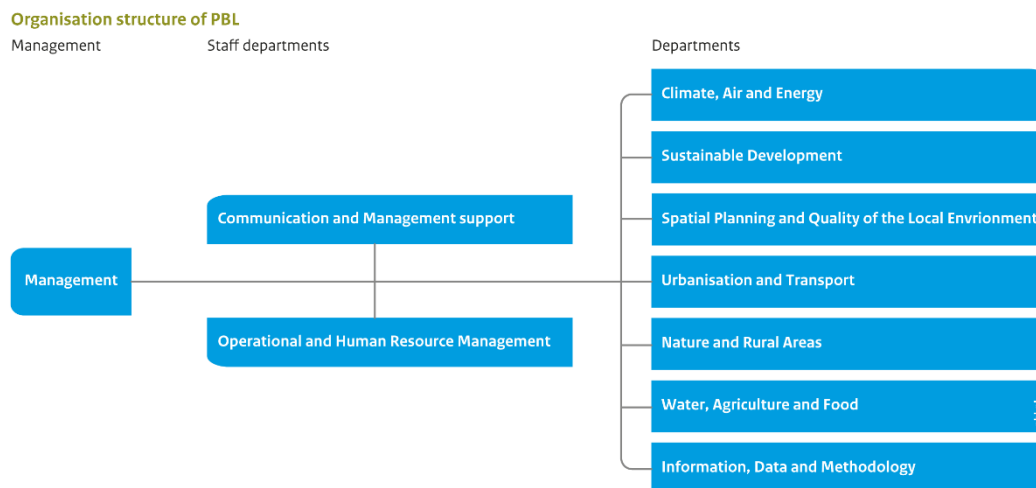 Organisation structure of PBL
Management
Staff departments
Departments
Climate, Air and Energy
Sustainable Development
Communication and Management support
Spatial Planning and Quality of the Local Envrionment
Management
Urbanisation and Transport
Operational and Human Resource Management
Nature and Rural Areas
Water, Agriculture and Food
Information, Data and Methodology